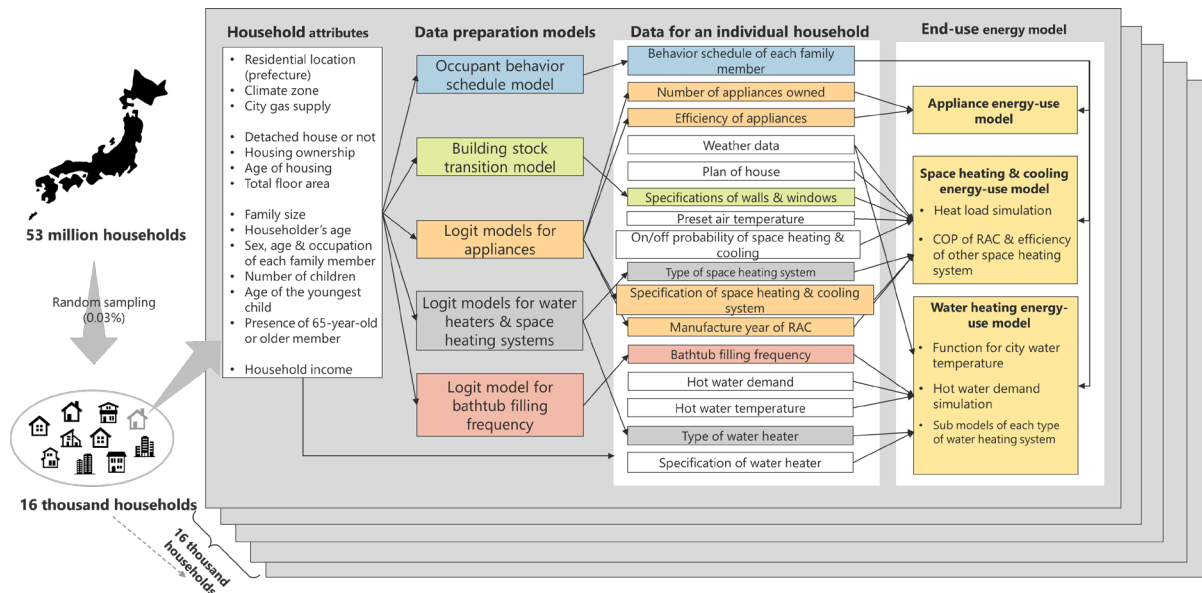 53 million households
Random sampling
(0.03%)
16 thousand households
16 thousand
households
Household attributes
• Residential location
(prefecture)
• Climate zone
• City gas supply
• Detached house or not
• Housing ownership
• Age of housing
• Total floor area
• Family size
• Householder's age
• Sex, age & occupation
of each family member
• Number of children
• Age of the youngest
child
• Presence of 65-year-old
or older member
• Household income
Data preparation models
Occupant behavior
schedule model
Building stock
transition model
Logit models for
appliances
Logit models for water
heaters & space
heating systems
Logit model for
bathtub filling
frequency
Data for an individual household
Behavior schedule of each family
member
Number of appliances owned
Efficiency of appliances
Weather data
Plan of house
Specifications of walls & windows
Preset air temperature
On/off probability of space heating &
cooling
Type of space heating system
Specification of space heating & cooling
system
Manufacture year of RAC
Bathtub filling frequency
Hot water demand
Hot water temperature
Type of water heater
Specification of water heater
End-use energy model
Appliance energy-use
model
Space heating & cooling
energy-use model
• Heat load simulation
• COP of RAC & efficiency
of other space heating
system
Water heating energy-
use model
• Function for city water
temperature
• Hot water demand
simulation
• Sub models of each type
of water heating system